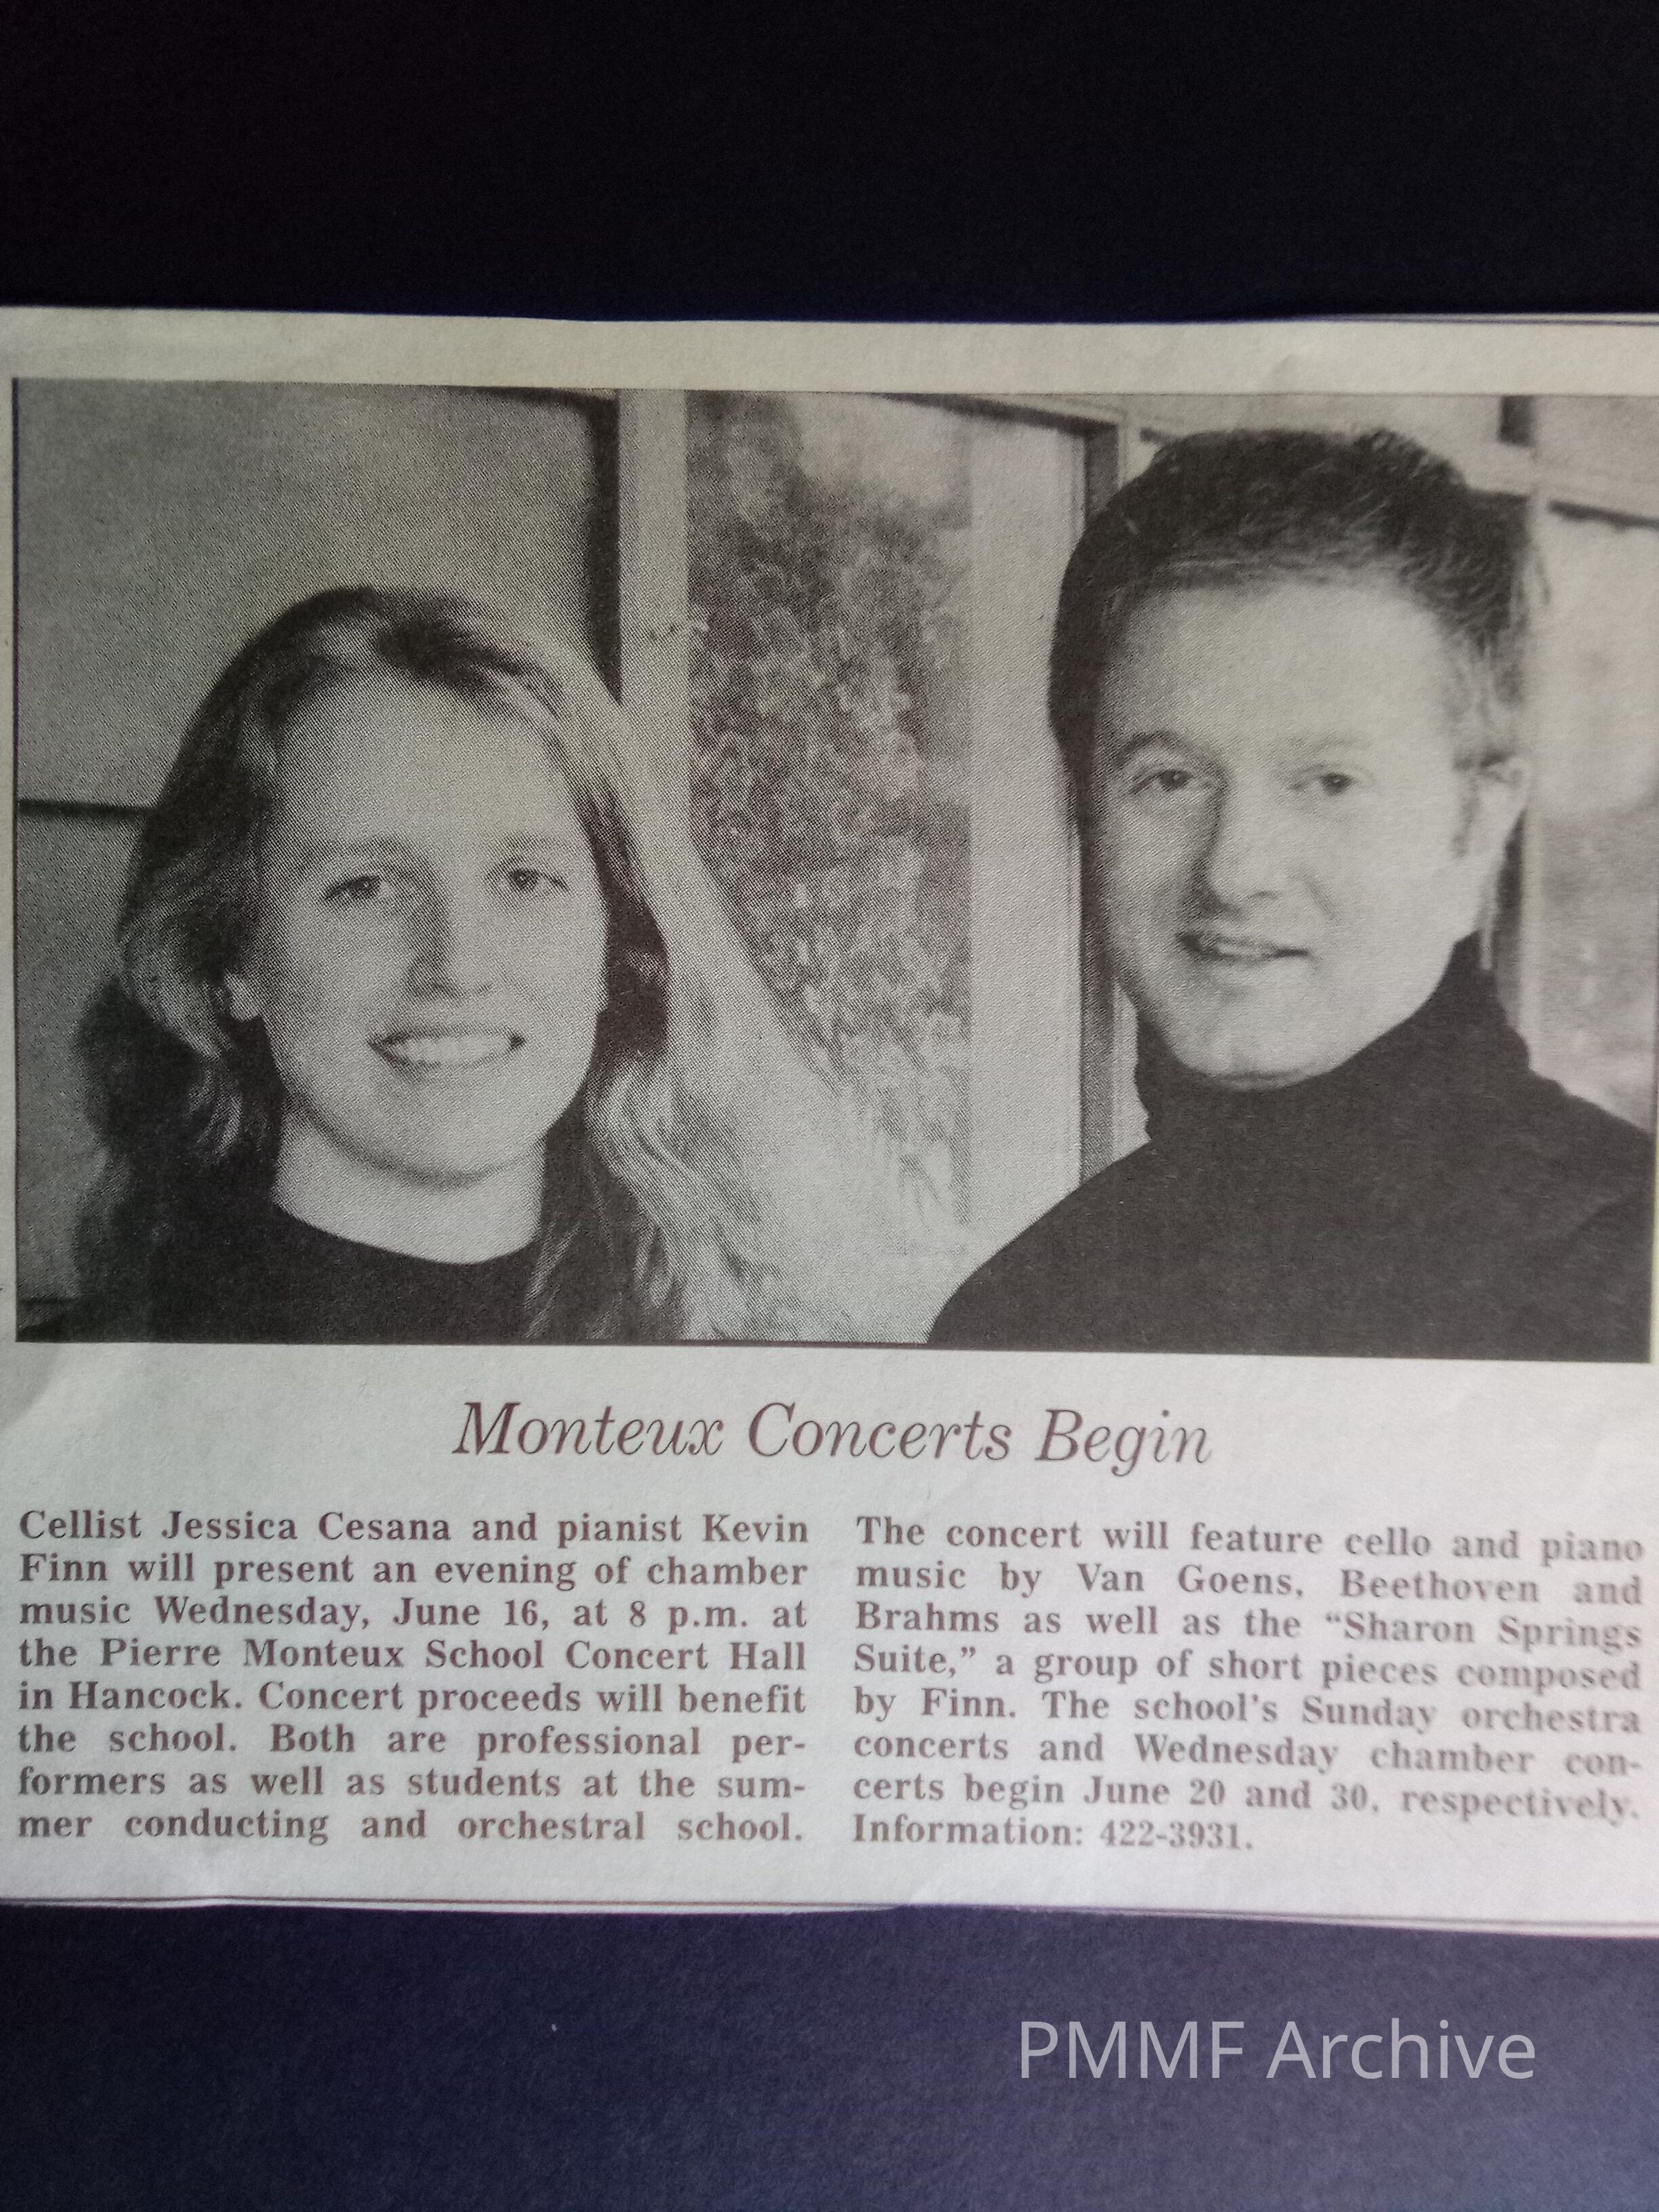 Monteux Concerts Begin
Cellist Jessica Cesana and pianist Kevin
Finn will present an evening of chamber
music Wednesday, June 16, at 8 p.m. at
the Pierre Monteux School Concert Hall
in Hancock. Concert proceeds will benefit
the school. Both are professional per-
formers as well as students at the sum-
mer conducting and orchestral school.
The concert will feature cello and piano
music by Van Goens, Beethoven and
Brahms as well as the “Sharon Springs
Suite,” a group of short pieces composed
by Finn. The school's Sunday orchestra
concerts and Wednesday chamber con-
certs begin June 20 and 30, respectively.
Information: 422-3931.
PMMF Archive